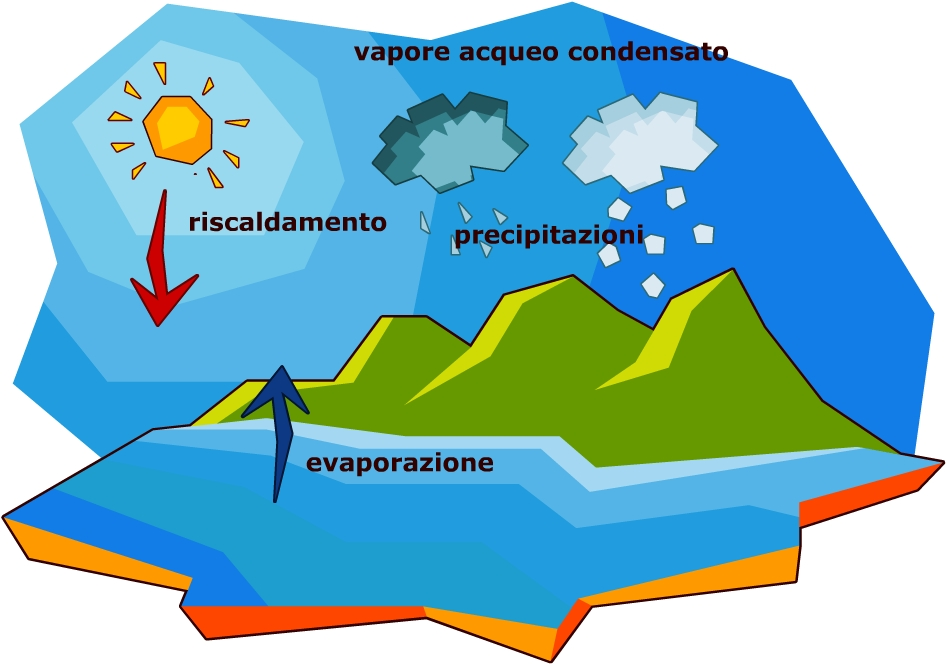 vapore acqueo condensato
riscaldamento
precipitazioni
evaporazione